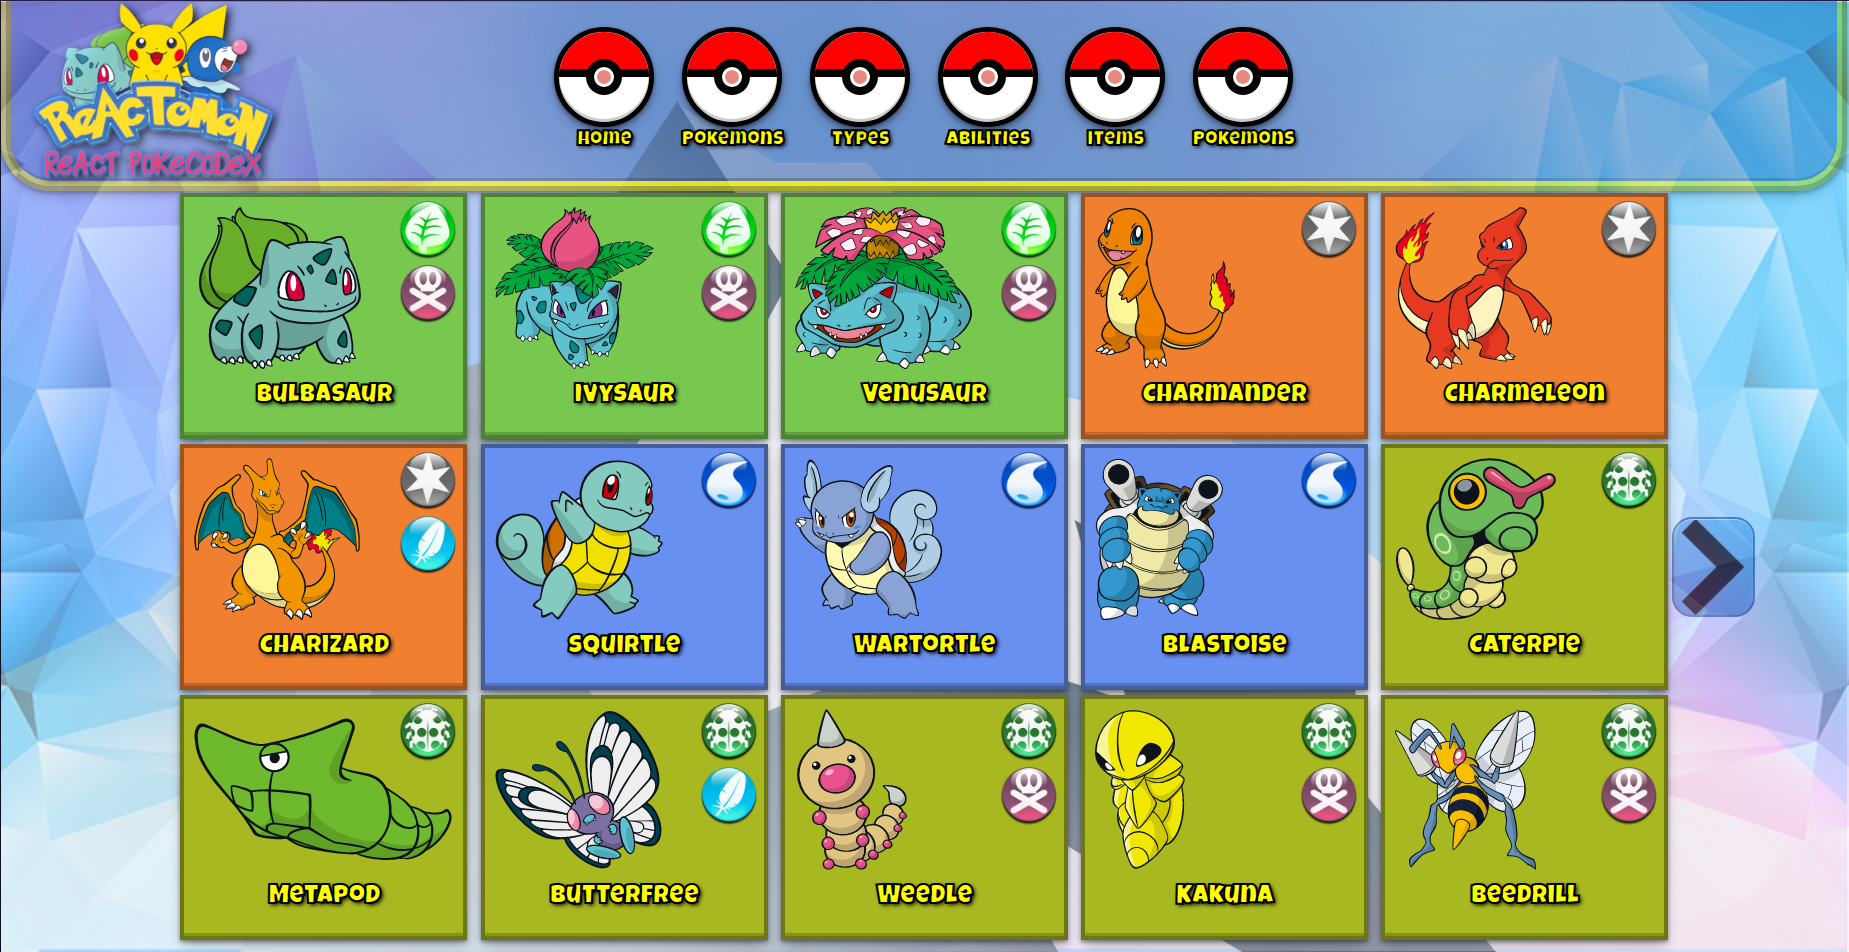 ReAcToMoN
ReAcT PoKeCoDeX
Home
Pokemons
Types
Abilities
Items
Pokemons
Bulbasaur
Ivysaur
Venusaur
Charmander
Charmeleon
Charizard
Squirtle
Wartortle
Blastoise
Caterpie
Metapod
Butterfree
Weedle
Kakuna
Beedrill